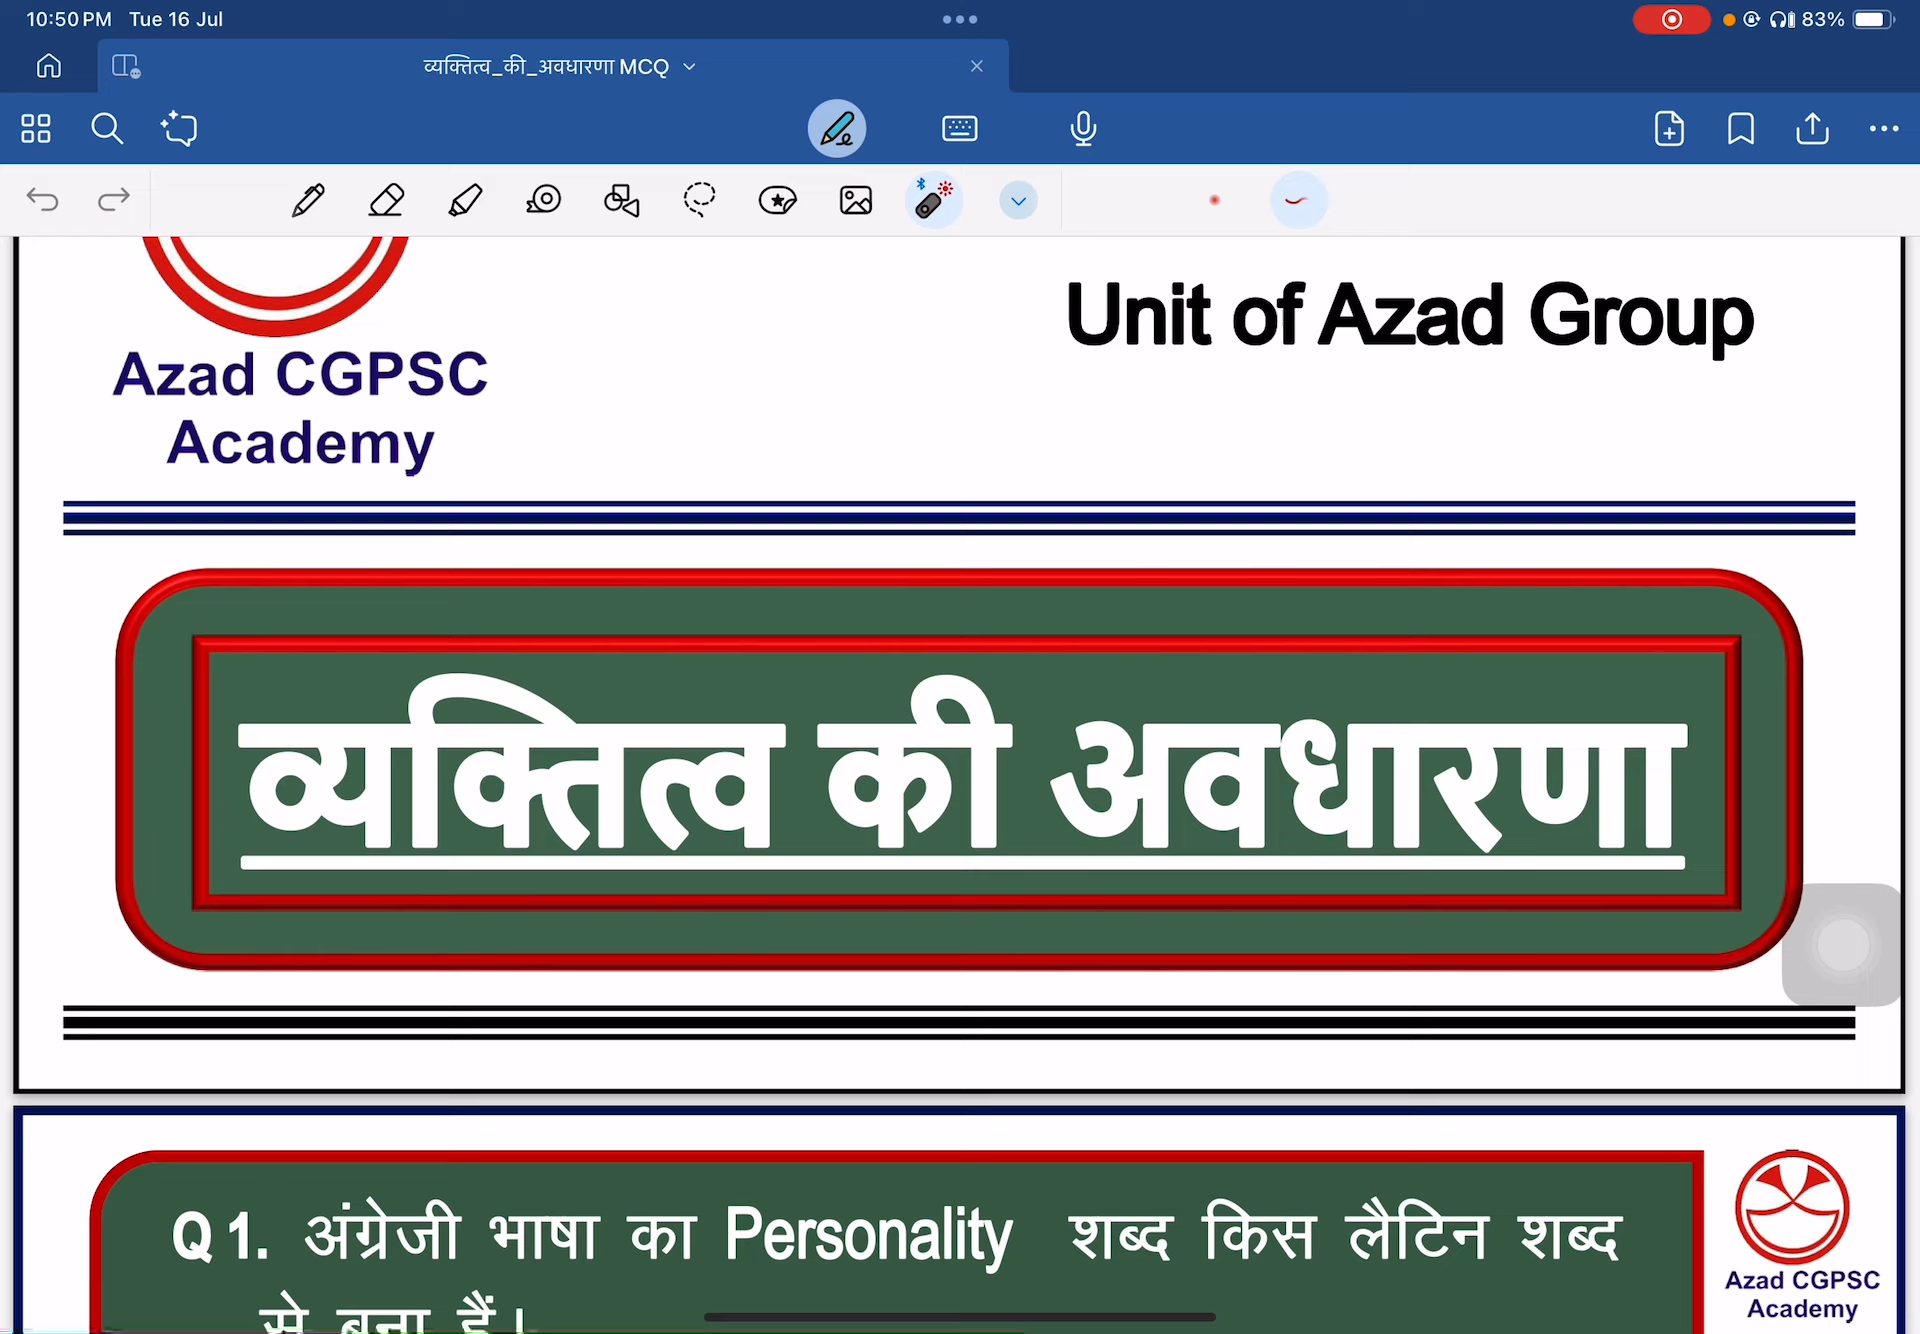 10:50 PM Tue 16 Jul
83%
व्यक्तित्व_की_अवधारणा MCQ
Unit of Azad Group
Azad CGPSC
Academy
व्यक्तित्व की अवधारणा
Q 1. अंग्रेजी भाषा का Personality शब्द किस लैटिन शब्द
से बना हैं।
Azad CGPSC
Academy